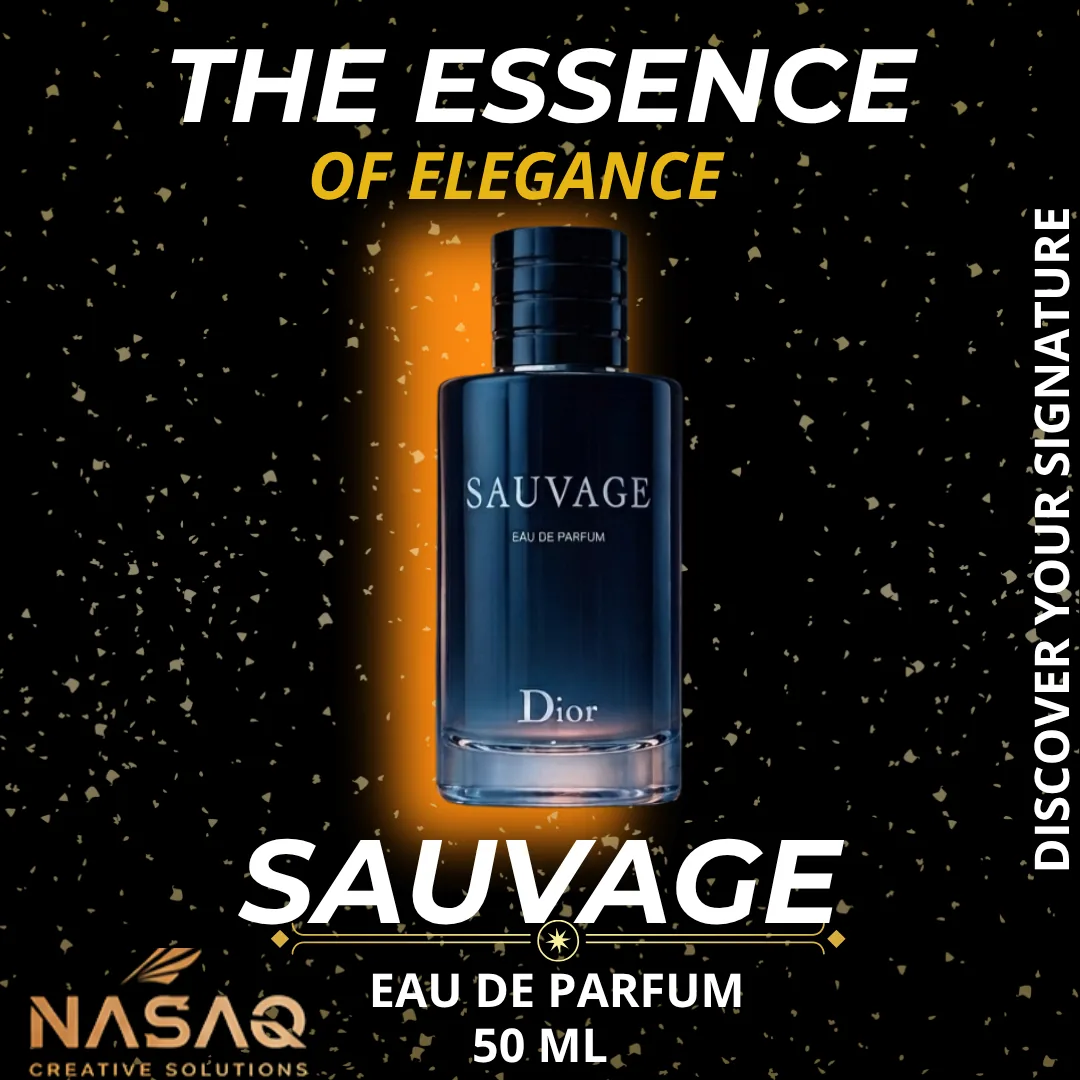 THE ESSENCE
OF ELEGANCE
DISCOVER YOUR SIGNATURE
SAUVAGE
EAU DE PARFUM
Dior
SAUVAGE
EAU DE PARFUM
50 ML
NASAQ
CREATIVE SOLUTIONS